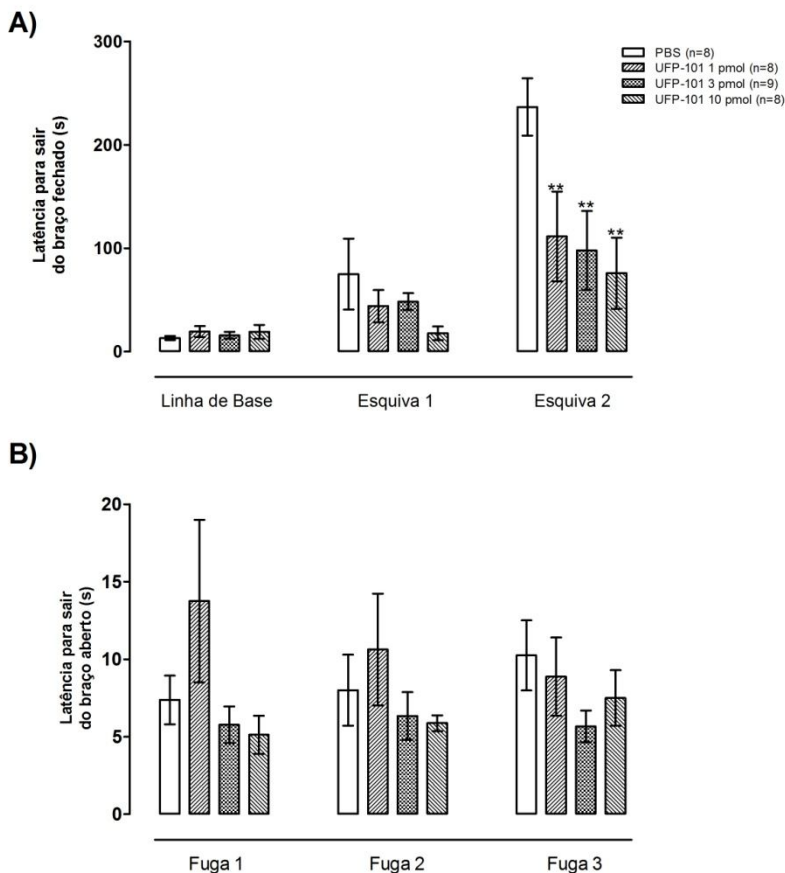 A)
Latência para sair
do braço fechado (s)
300
200
100
0
PBS (n=8)
UFP-101 1 pmol (n=8)
UFP-101 3 pmol (n=9)
UFP-101 10 pmol (n=8)
**
**
**
Linha de Base
Esquiva 1
Esquiva 2
B)
Latência para sair
do braço aberto (s)
20
15
10
5
0
Fuga 1
Fuga 2
Fuga 3